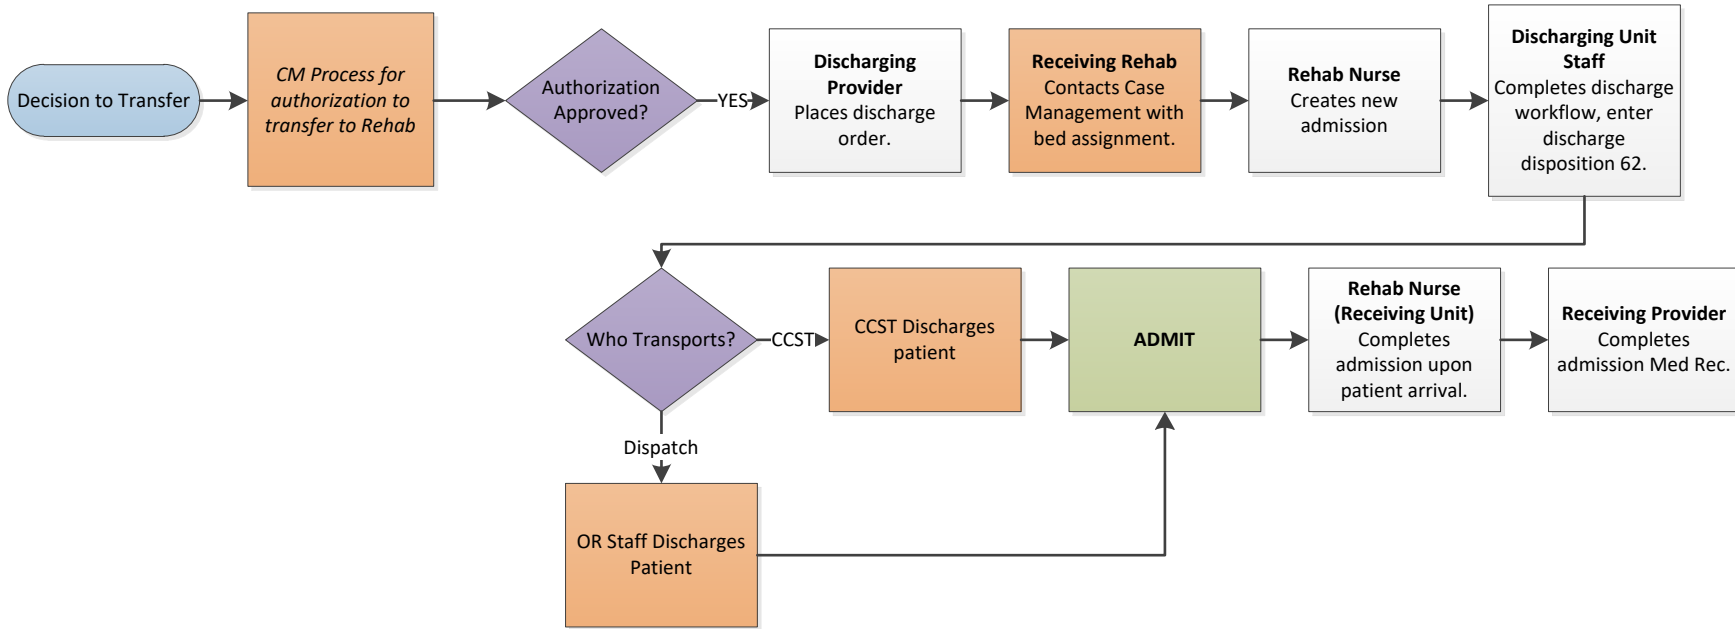 Decision to Transfer
CM Process for
authorization to
transfer to Rehab
Authorization
Approved?
YES
Discharging
Provider
Places discharge
order.
Receiving Rehab
Contacts Case
Management with
bed assignment.
Rehab Nurse
Creates new
admission
Discharging Unit
Staff
Completes discharge
workflow, enter
discharge
disposition 62.
Who Transports?
CCST
CCST Discharges
patient
ADMIT
Rehab Nurse
(Receiving Unit)
Completes
admission upon
patient arrival.
Receiving Provider
Completes
admission Med Rec.
Dispatch
OR Staff Discharges
Patient